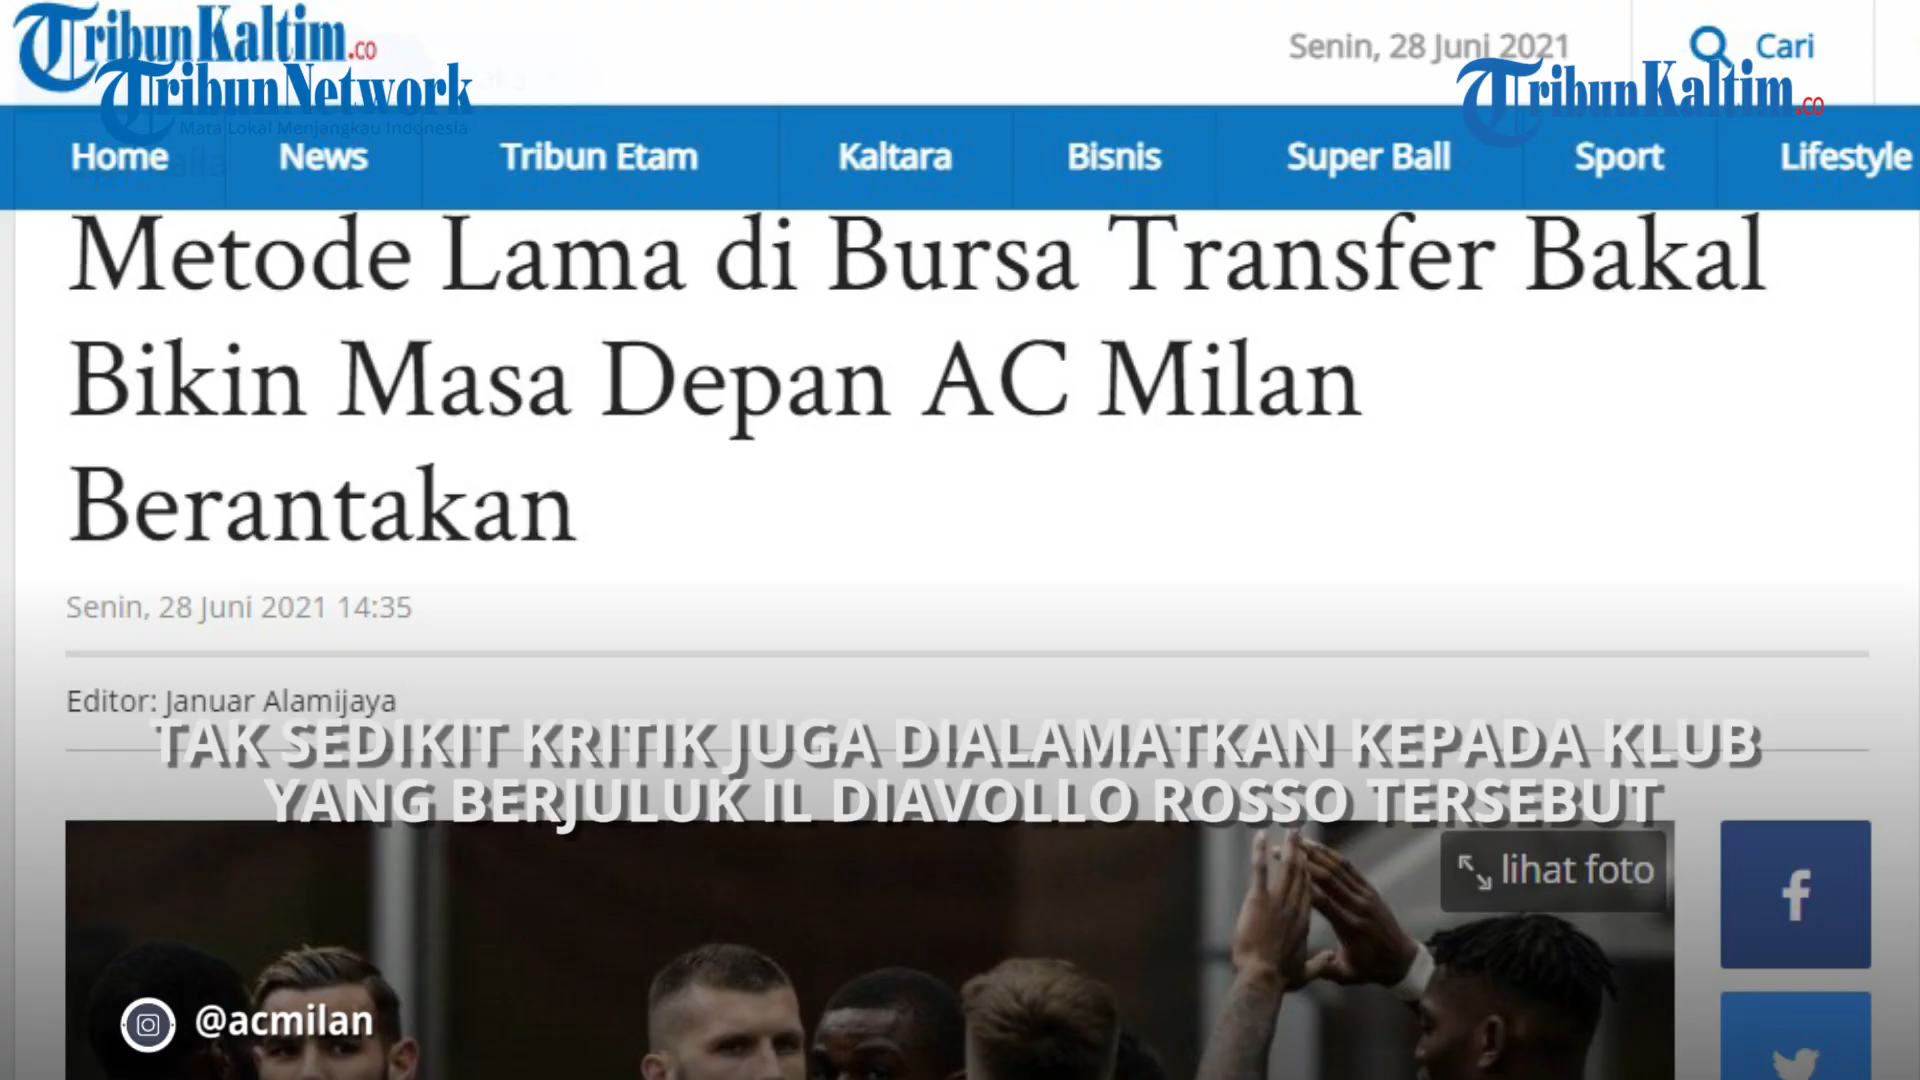 TribunKaltim.co
Senin, 28 Juni 2021
Cari
TribunNetwork
Mata Lokal Menjangkau Indonesia
TribunKaltim.co
Home News Tribun Etam Kaltara Bisnis Super Ball Sport Lifestyle
Metode Lama di Bursa Transfer Bakal
Bikin Masa Depan AC Milan
Berantakan
Senin, 28 Juni 2021 14:35
Editor: Januar Alamijaya
TAK SEDIKIT KRITIK JUGA DIALAMATKAN KEPADA KLUB
YANG BERJULUK IL DIAVOLLO ROSSO TERSEBUT
lihat foto
@acmilan